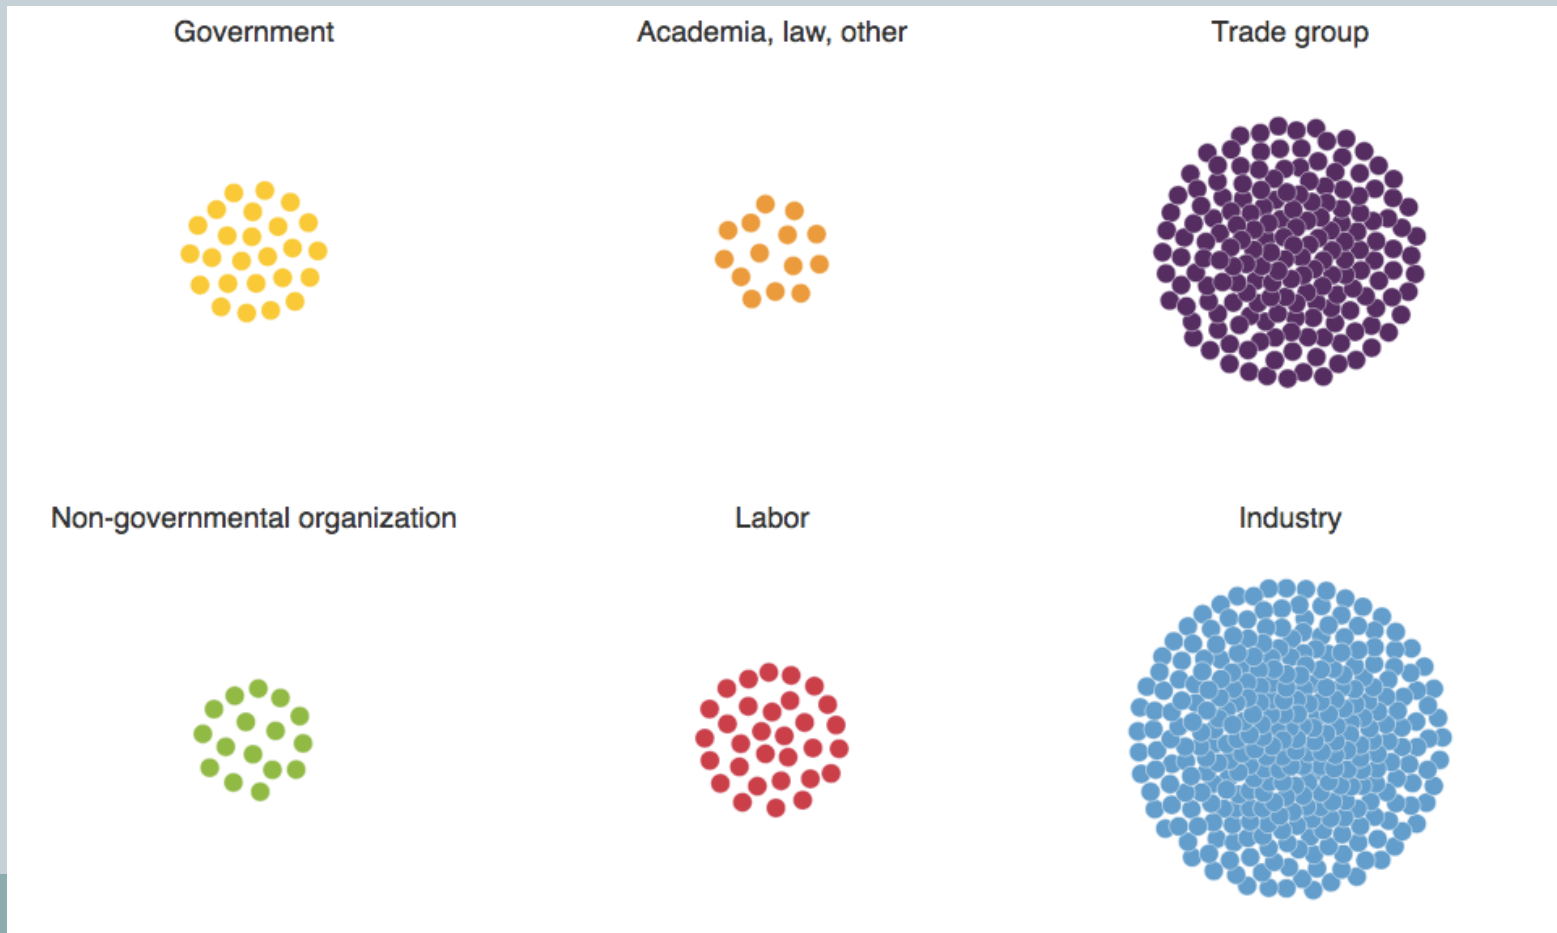 Government
Academia, law, other
Trade group
Non-governmental organization
Labor
Industry